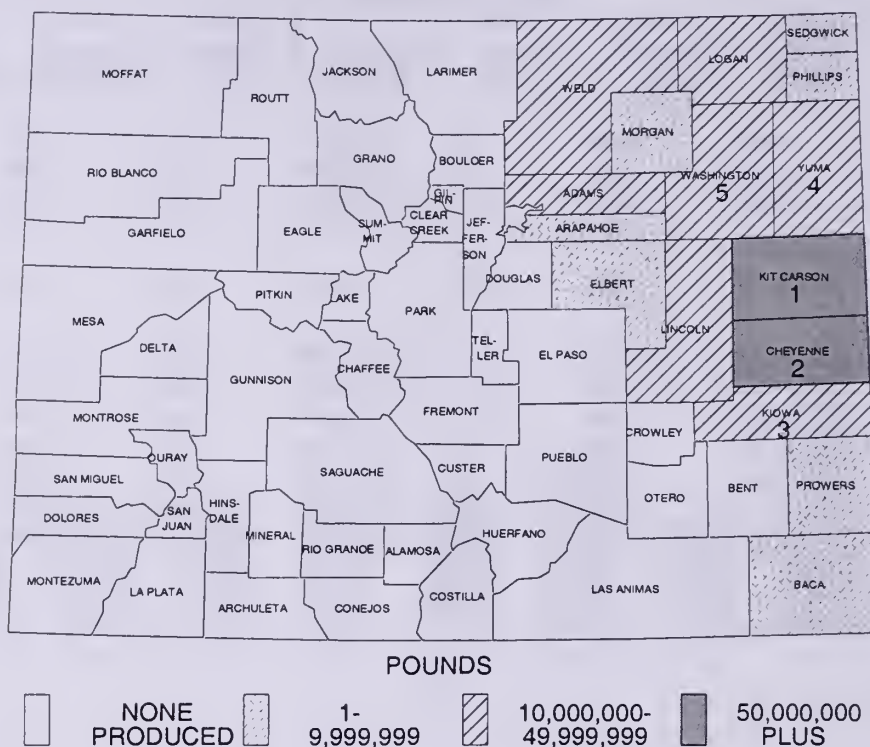 SEDGWICK
MOFFAT
JACKSON
LARIMER
LOGAN
PHILLIPS
ROUTT
WELD
MORGAN
GRANO
BOULOER
RIO BLANCO
WASHINGTON
5
YUMA
4
GIL-
PIN
ADAMS
CLEAR
CREEK
GARFIELO
EAGLE
SUM-
MIT
JEF-
FER-
SON
ARAPAHOE
DOUGLAS
ELBERT
KIT CARSON
1
PITKIN
LAKE
PARK
MESA
LINCOLN
DELTA
TEL-
LER
EL PASO
CHEYENNE
2
GUNNISON
CHAFFEE
MONTROSE
FREMONT
KIOWA
3
CROWLEY
OURAY
PUEBLO
SAGUACHE
CUSTER
SAN MIGUEL
BENT
PROWERS
OTERO
DOLORES
SAN
JUAN
HINS-
DALE
MINERAL
HUERFANO
RIO GRANDE
ALAMOSA
MONTEZUMA
LA PLATA
LAS ANIMAS
BACA
COSTILLA
ARCHULETA
CONEJOS
POUNDS
NONE
PRODUCED
1-
9,999,999
10,000,000-
49,999,999
50,000,000
PLUS